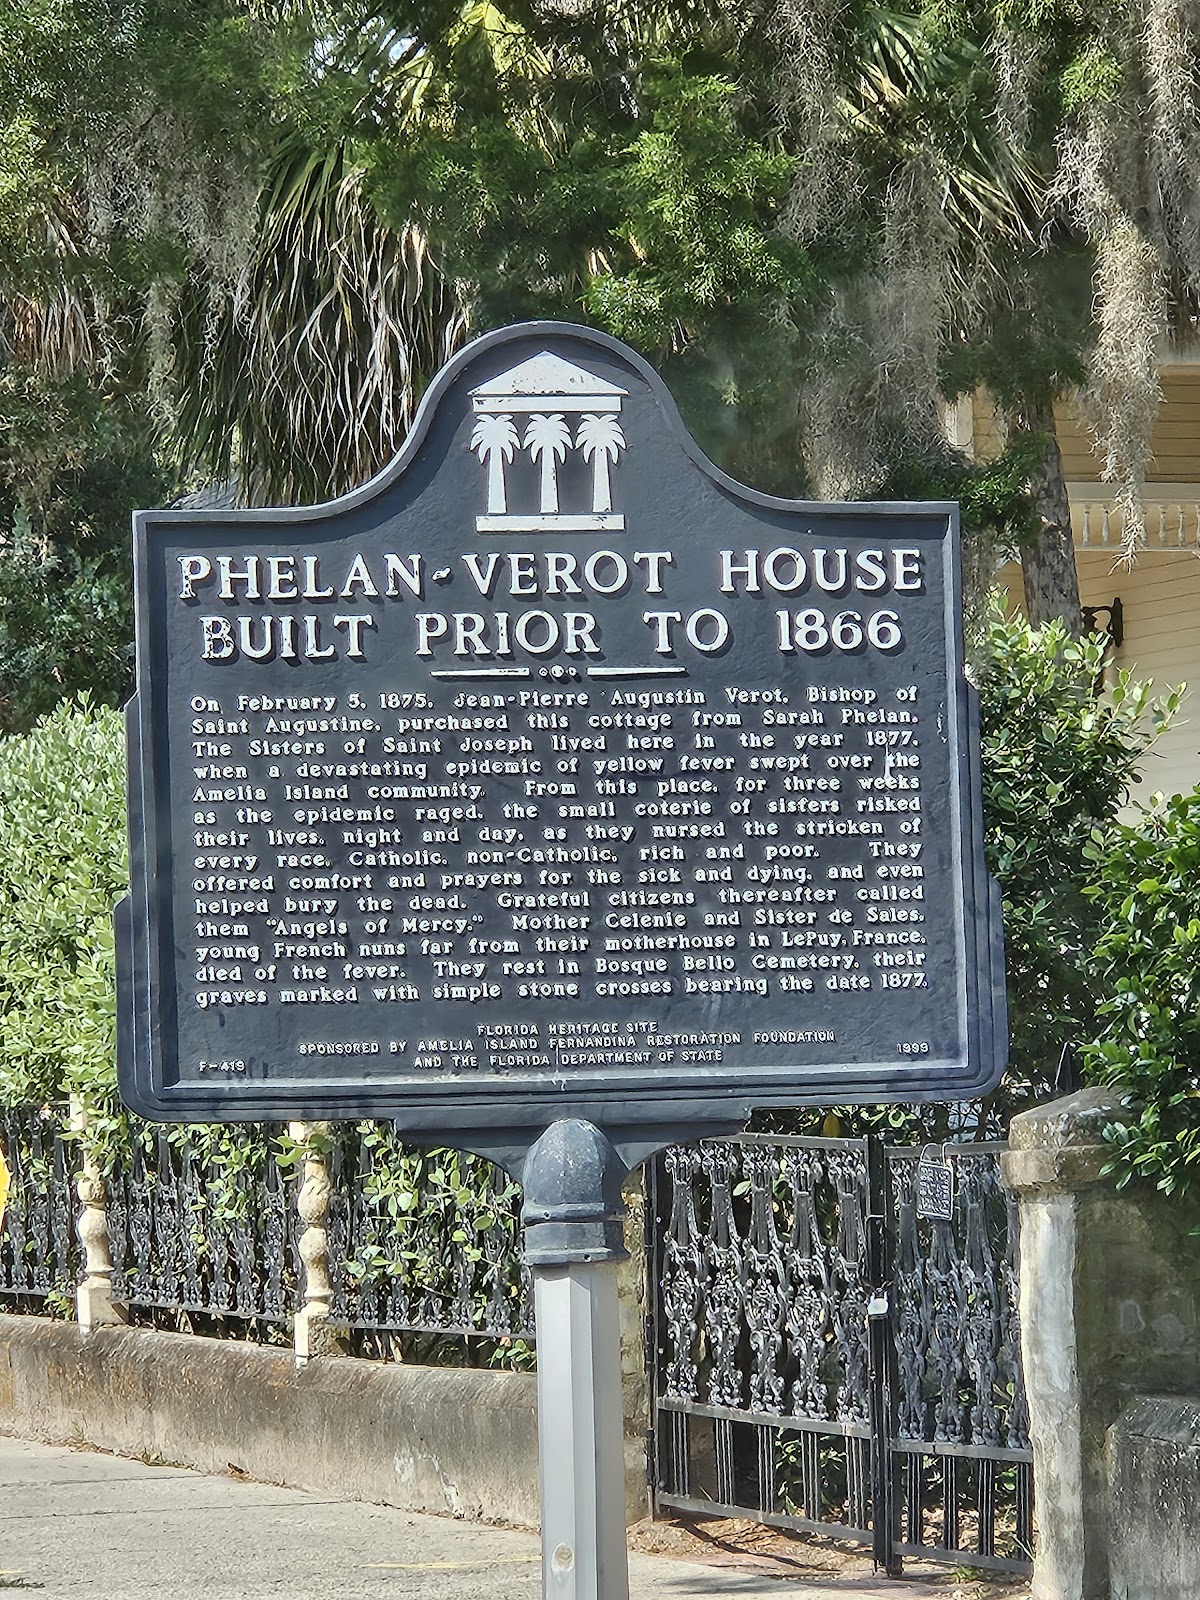 PHELAN-VEROT HOUSE
BUILT PRIOR TO 1866
On February 5, 1875, Jean-Pierre Augustin Verot, Bishop of
Saint Augustine, purchased this cottage from Sarah Phelan.
The Sisters of Saint Joseph lived here in the year 1877,
when a devastating epidemic of yellow fever swept over the
Amelia Island community. From this place, for three weeks
as the epidemic raged, the small coterie of sisters risked
their lives, night and day, as they nursed the stricken of
every race, Catholic, non-Catholic, rich and poor. They
offered comfort and prayers for the sick and dying, and even
helped bury the dead. Grateful citizens thereafter called
them "Angels of Mercy." Mother Celenie and Sister de Sales,
young French nuns far from their motherhouse in LePuy, France,
died of the fever. They rest in Bosque Bello Cemetery, their
graves marked with simple stone crosses bearing the date 1877.
FLORIDA HERITAGE SITE
SPONSORED BY AMELIA ISLAND FERNANDINA RESTORATION FOUNDATION
AND THE FLORIDA DEPARTMENT OF STATE
F-419
1999